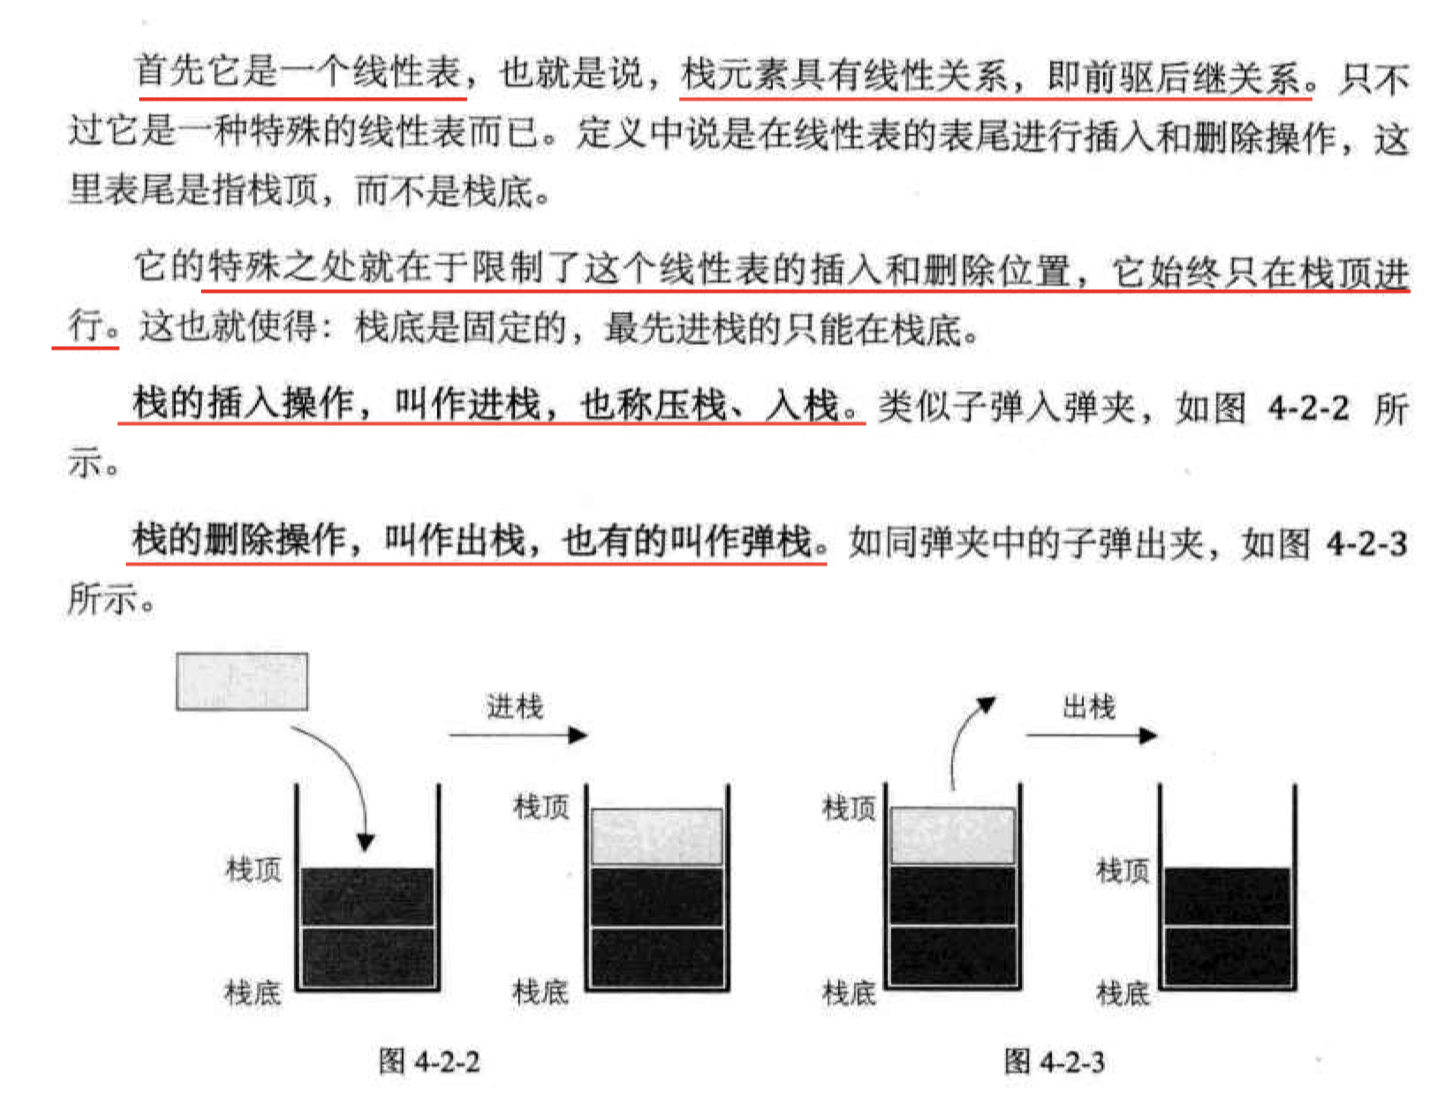 首先它是一个线性表，也就是说，栈元素具有线性关系，即前驱后继关系。只不
过它是一种特殊的线性表而已。定义中说是在线性表的表尾进行插入和删除操作，这
里表尾是指栈顶，而不是栈底。
它的特殊之处就在于限制了这个线性表的插入和删除位置，它始终只在栈顶进
行。这也就使得：栈底是固定的，最先进栈的只能在栈底。
栈的插入操作，叫作进栈，也称压栈、入栈。类似子弹入弹夹，如图 4-2-2 所
示。
栈的删除操作，叫作出栈，也有的叫作弹栈。如同弹夹中的子弹出夹，如图 4-2-3
所示。
进栈
出栈
栈顶
栈顶
栈顶
栈顶
栈底
栈底
栈底
栈底
图 4-2-2
图 4-2-3